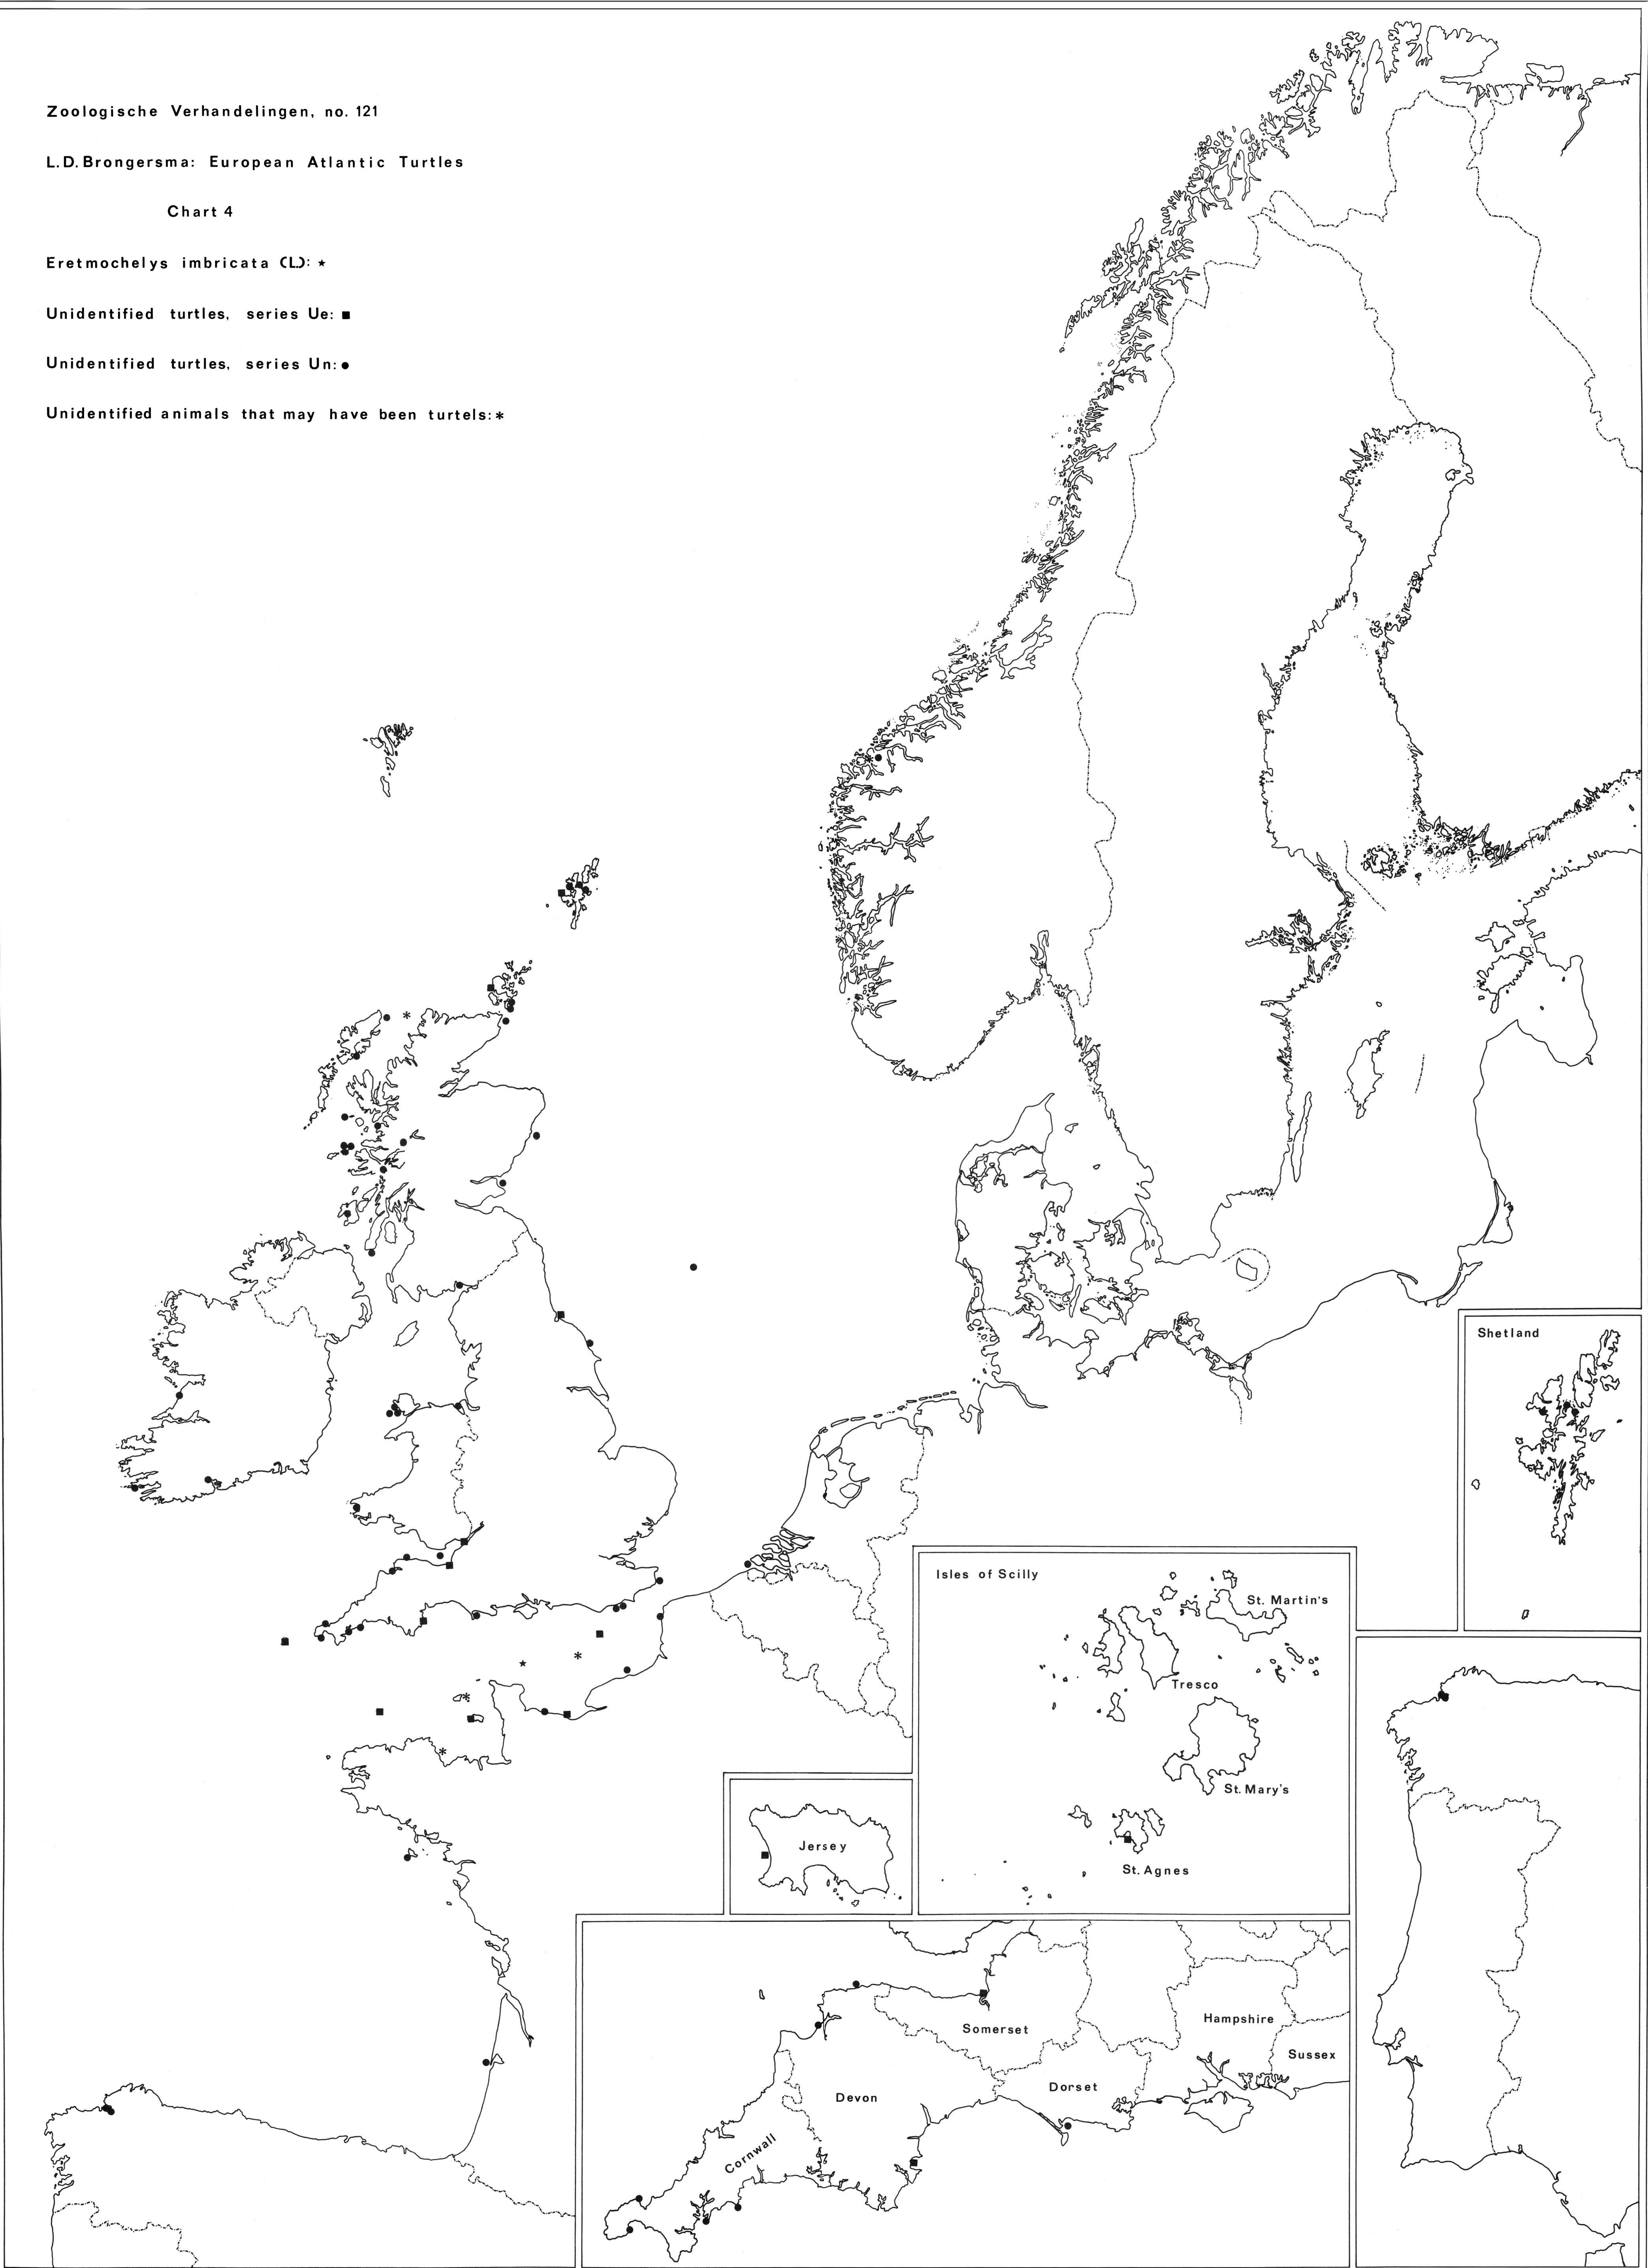 Zoologische Verhandelingen, no. 121
L.D. Brongersma: European Atlantic Turtles
Chart 4
Eretmochelys imbricata (L.): ★
Unidentified turtles, series Ue: ■
Unidentified turtles, series Un: ●
Unidentified animals that may have been turtels: *
Shetland
Isles of Scilly
St. Martin's
Tresco
St. Mary's
St. Agnes
Jersey
Somerset
Hampshire
Sussex
Dorset
Devon
Cornwall